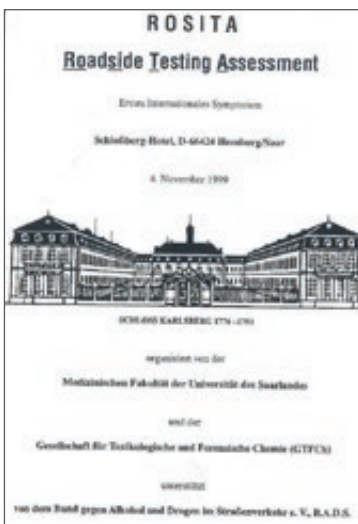 ROSITA
Roadside Testing Assessment
Erstes Internationales Symposium
Schloßberg-Hotel, D-66424 Homburg/Saar
4. November 1999
SCHLOSS KARLSBERG 1776 - 1793
organisiert von der
Medizinischen Fakultät der Universität des Saarlandes
und der
Gesellschaft für Toxikologische und Forensische Chemie (GTFCh)
unterstützt
von dem Bund gegen Alkohol und Drogen im Straßenverkehr e. V., B.A.D.S.